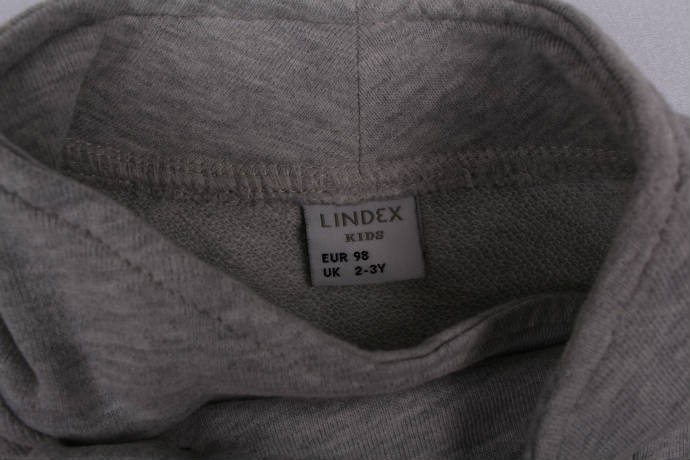 LINDEX
KIDS
EUR 98
UK 2-3Y